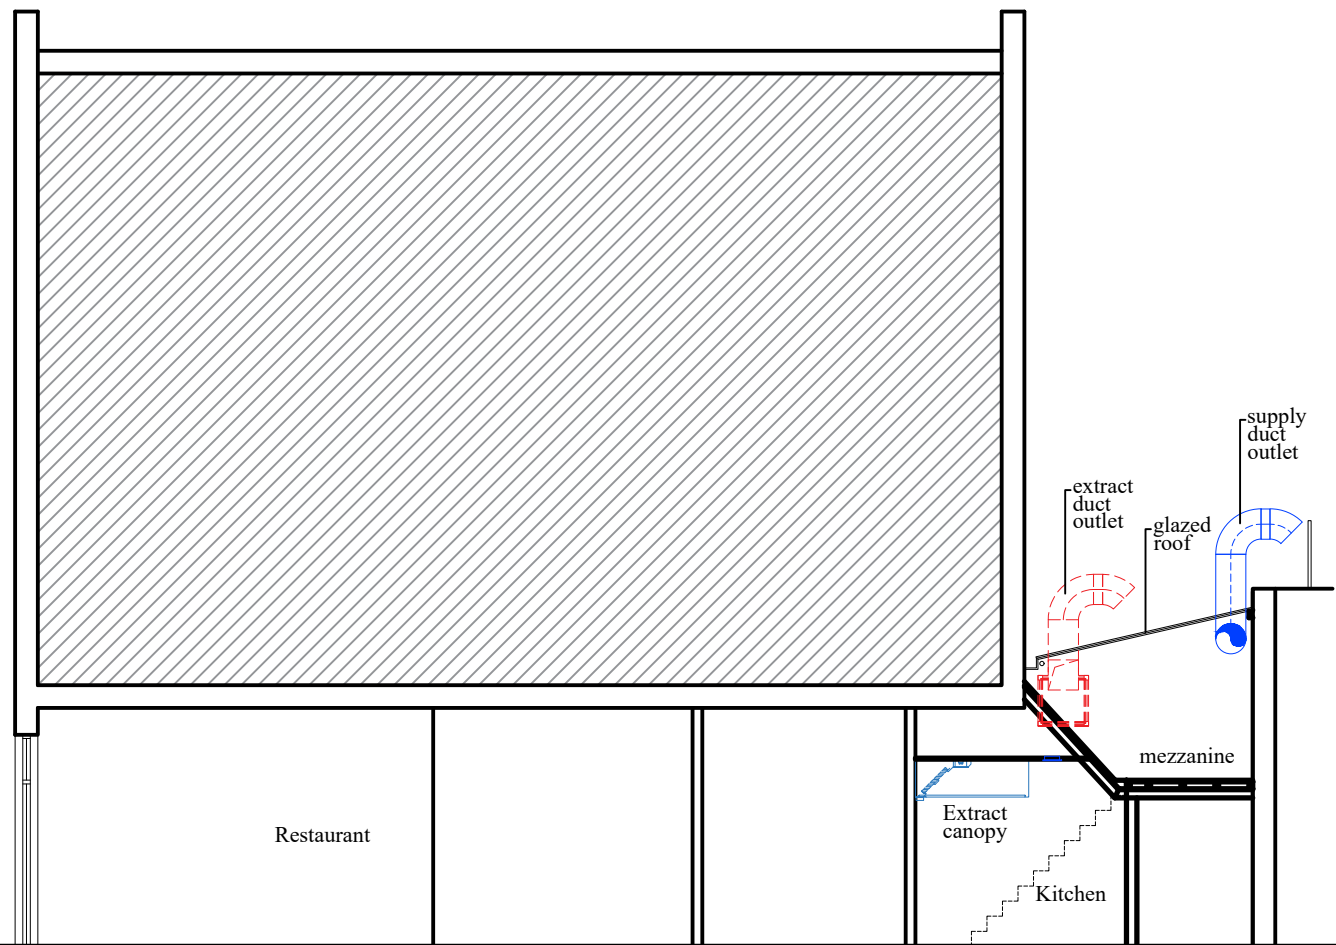 supply
duct
outlet
extract
duct
outlet
glazed
roof
mezzanine
Extract
canopy
Restaurant
Kitchen